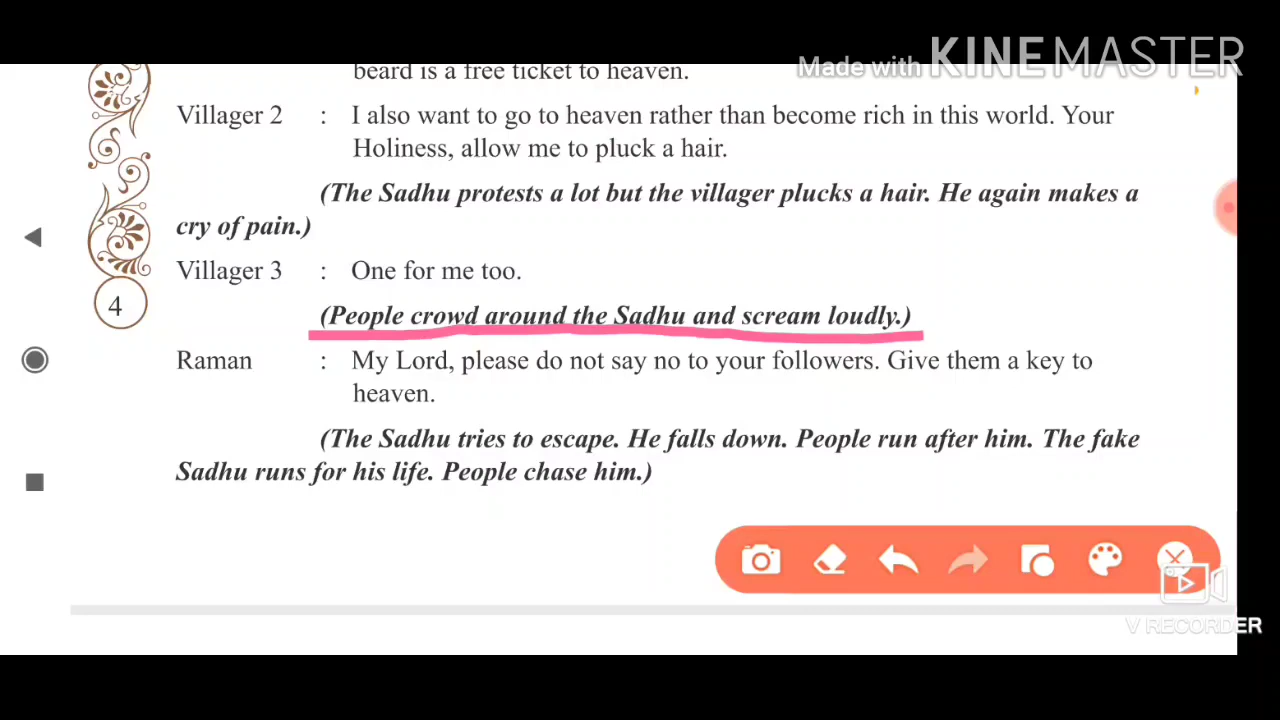 Made with KINEMASTER
beard is a free ticket to heaven.
Villager 2 : I also want to go to heaven rather than become rich in this world. Your
Holiness, allow me to pluck a hair.
(The Sadhu protests a lot but the villager plucks a hair. He again makes a
cry of pain.)
Villager 3 : One for me too.
4
(People crowd around the Sadhu and scream loudly.)
Raman : My Lord, please do not say no to your followers. Give them a key to
heaven.
(The Sadhu tries to escape. He falls down. People run after him. The fake
Sadhu runs for his life. People chase him.)
V RECORDER